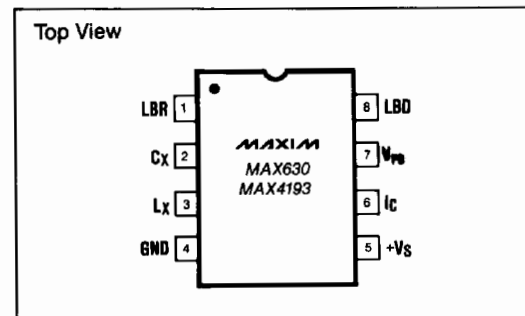 Top View
LBR 1
8 LBD
CX 2
7
LX 3
6 IC
GND 4
5 +VS
MAXIM
MAX630
MAX4193